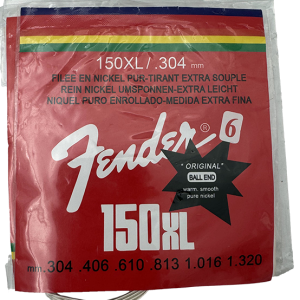 150XL/.304 mm
FILÉE EN NICKEL PUR-TIRANT EXTRA SOUPLE
REIN NICKEL UMSPONNEN-EXTRA LEICHT
NIQUEL PURO ENROLLADO-MEDIDA EXTRA FINA
Fender® 6
"ORIGINAL"
BALL END
warm, smooth
pure nickel
150XL
mm .304 .406 .610 .813 1.016 1.320